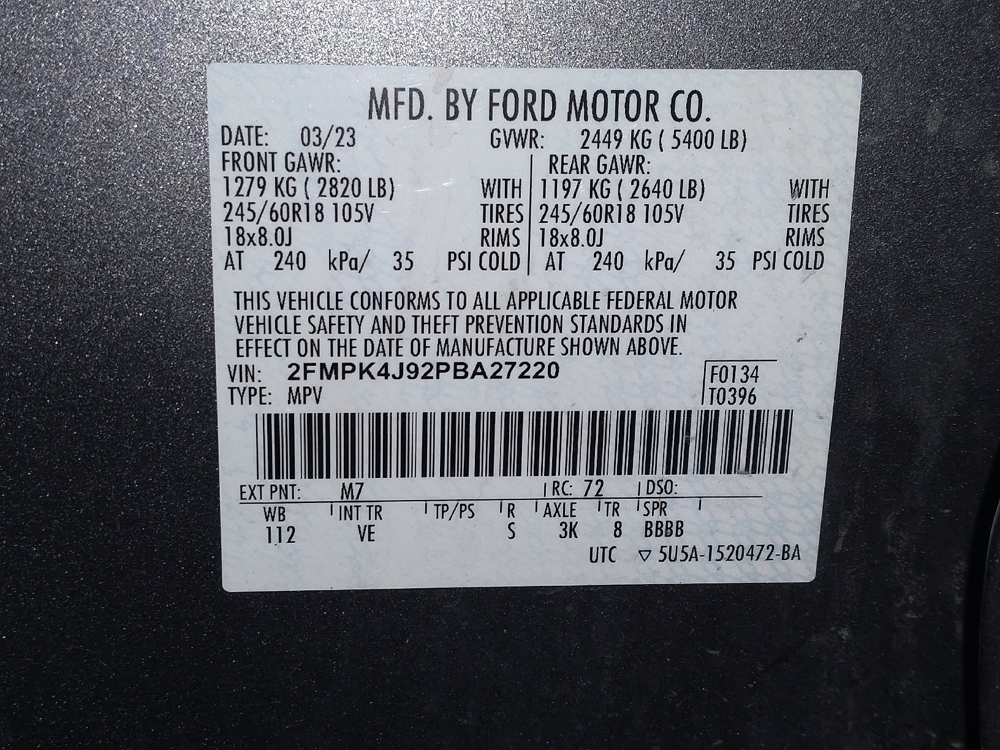 MFD. BY FORD MOTOR CO.
DATE: 03/23 GVWR: 2449 KG ( 5400 LB)
FRONT GAWR: REAR GAWR:
1279 KG ( 2820 LB) WITH 1197 KG ( 2640 LB) WITH
245/60R18 105V TIRES 245/60R18 105V TIRES
18x8.0J RIMS 18x8.0J RIMS
AT 240 kPa/ 35 PSI COLD AT 240 kPa/ 35 PSI COLD
THIS VEHICLE CONFORMS TO ALL APPLICABLE FEDERAL MOTOR
VEHICLE SAFETY AND THEFT PREVENTION STANDARDS IN
EFFECT ON THE DATE OF MANUFACTURE SHOWN ABOVE.
VIN: 2FMPK4J92PBA27220 F0134
TYPE: MPV T0396
EXT PNT: M7 RC: 72 DSO:
WB INT TR TP/PS R AXLE TR SPR
112 VE S 3K 8 BBBB
UTC ▽ 5U5A-1520472-BA